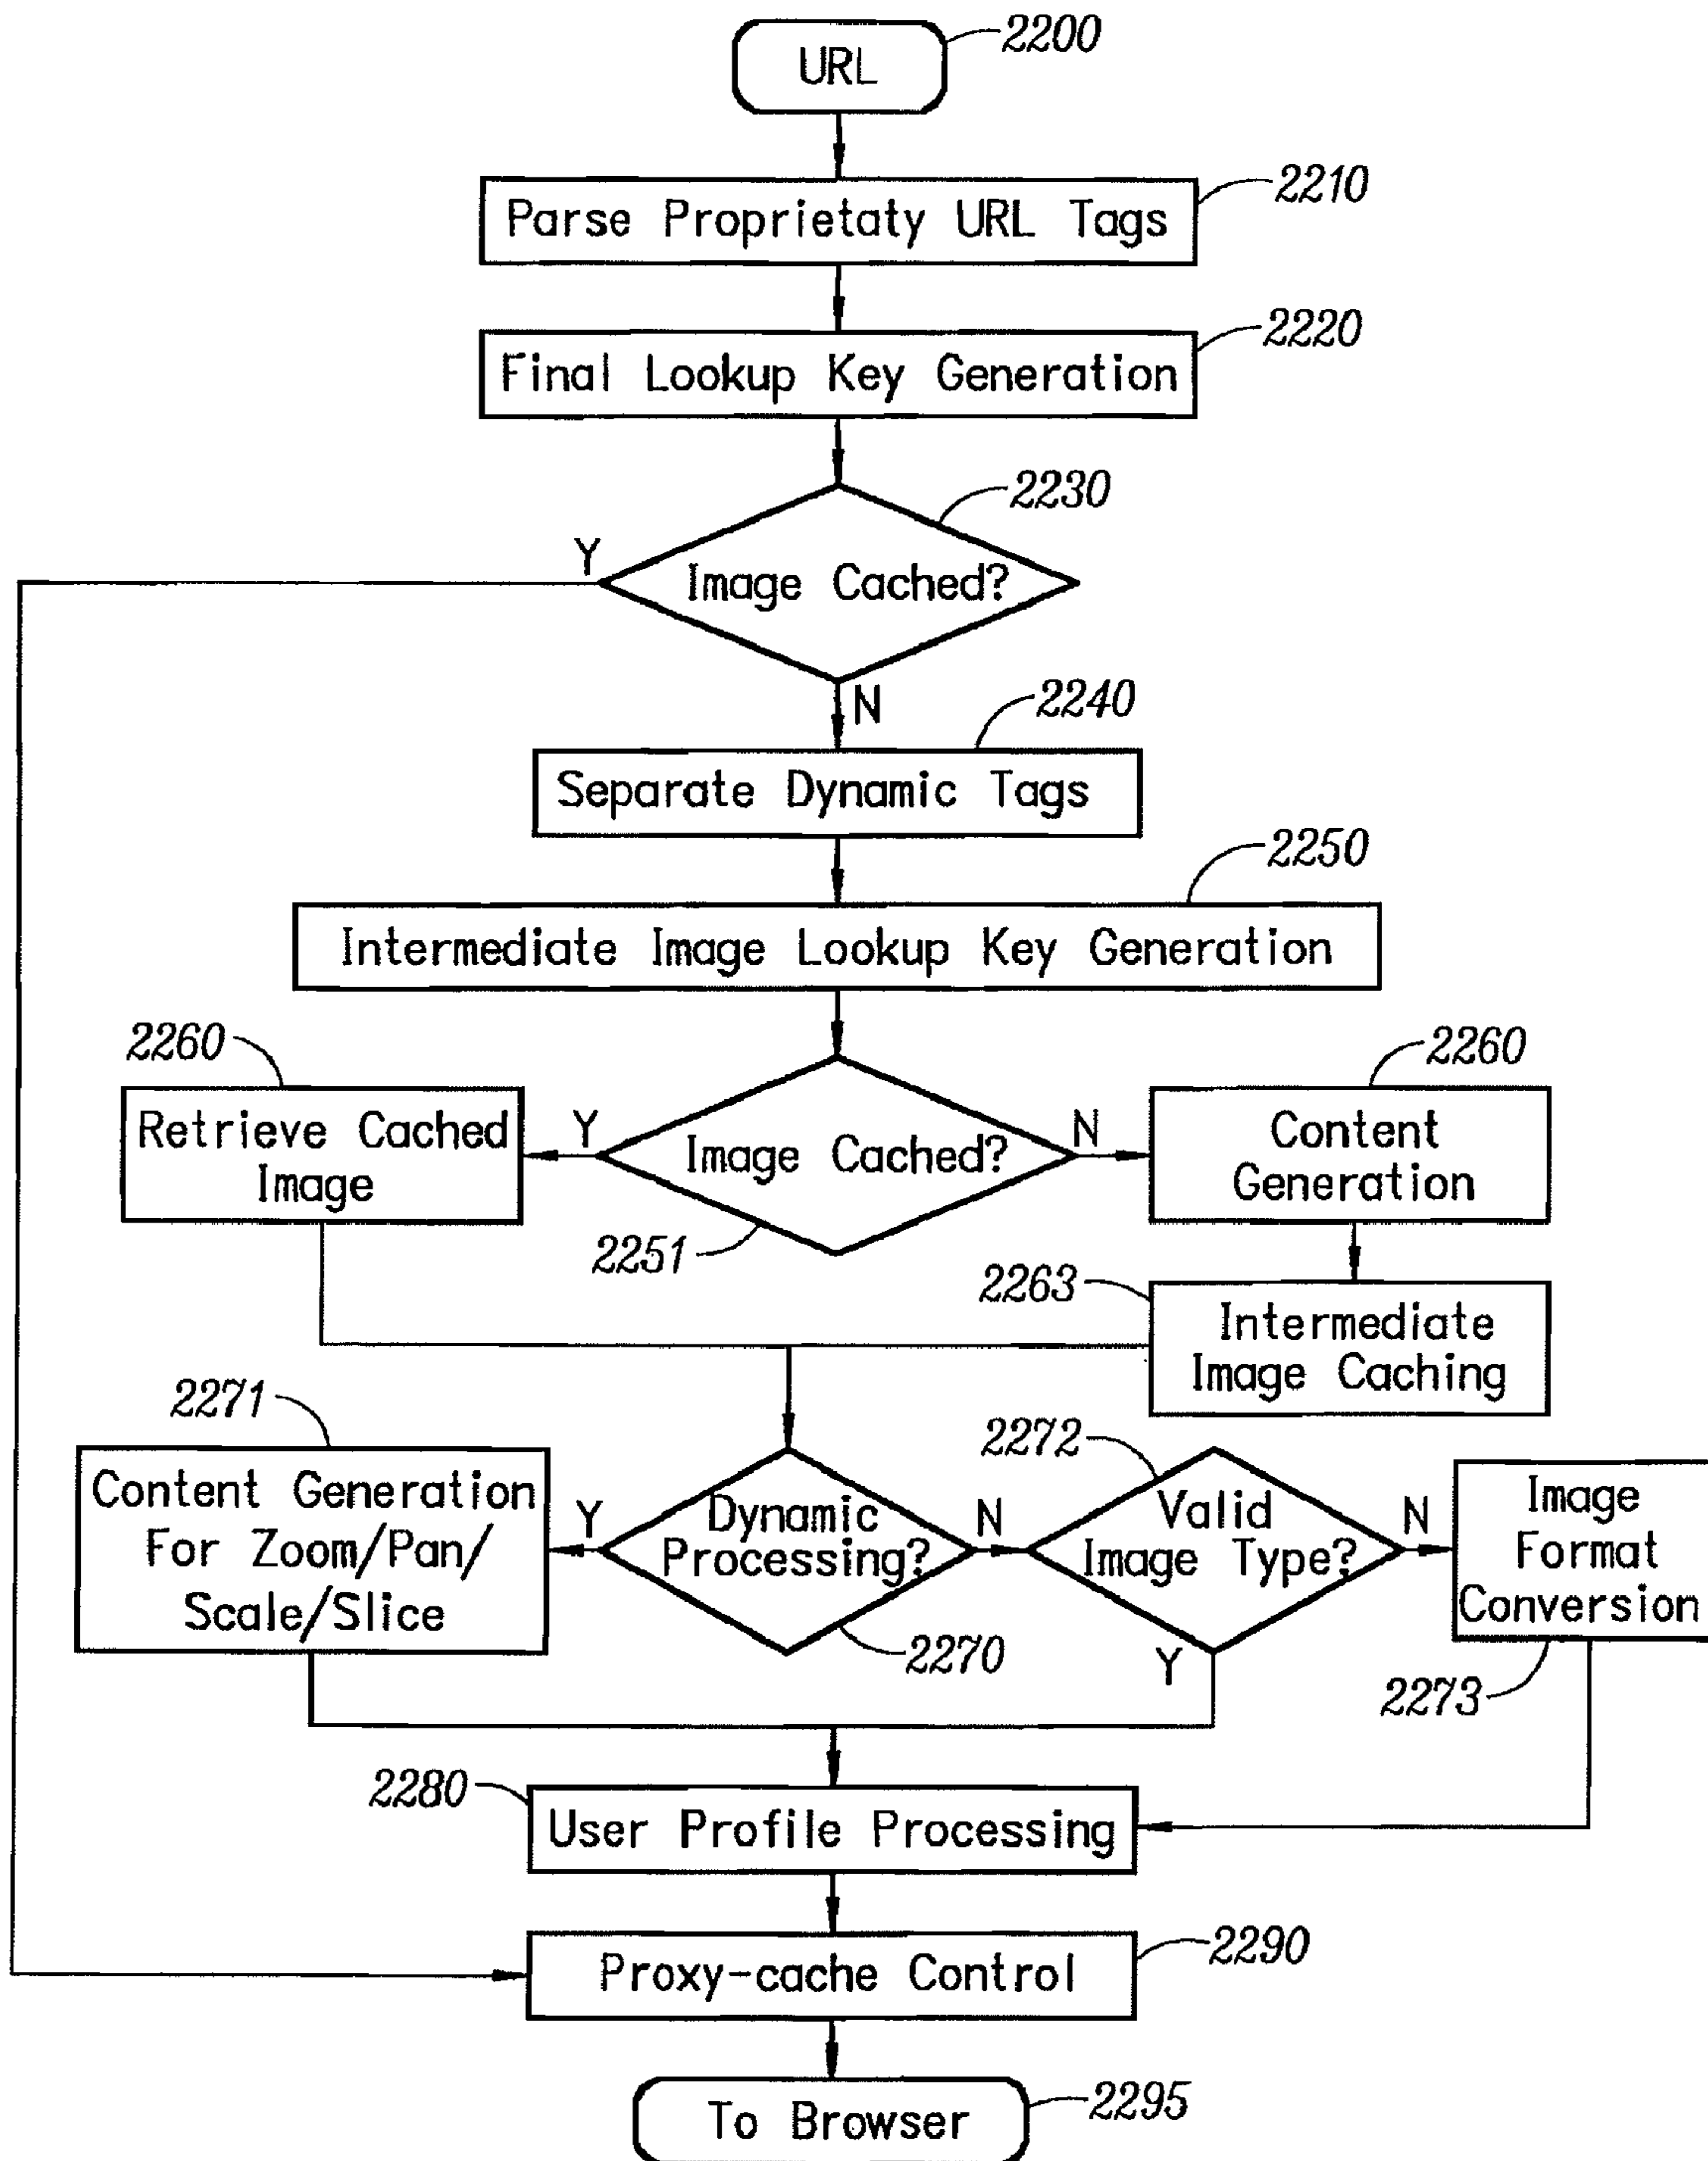 2200
URL
2210
Parse Proprietaty URL Tags
2220
Final Lookup Key Generation
2230
Y
Image Cached?
N
2240
Separate Dynamic Tags
2250
Intermediate Image Lookup Key Generation
2260
2260
Retrieve Cached
Image
Y
Image Cached?
N
Content
Generation
2251
2263
Intermediate
Image Caching
2271
2272
Content Generation
For Zoom/Pan/
Scale/Slice
Y
Dynamic
Processing?
N
Valid
Image Type?
N
Image
Format
Conversion
2270
Y
2273
2280
User Profile Processing
2290
Proxy-cache Control
To Browser
2295